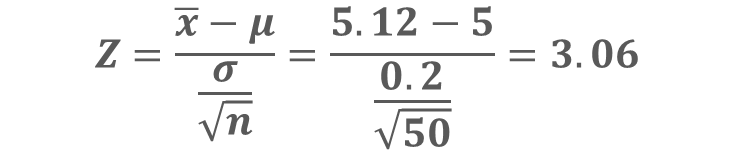 Z = (x̅ − μ) / (σ / √n) = (5.12 − 5) / (0.2 / √50) = 3.06